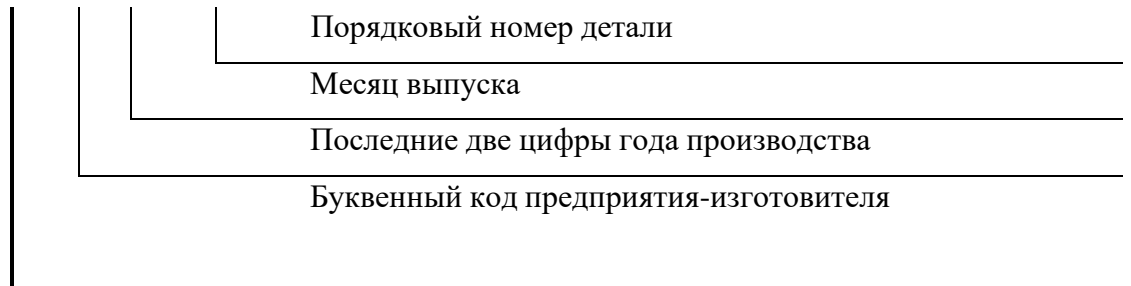 Порядковый номер детали
Месяц выпуска
Последние две цифры года производства
Буквенный код предприятия-изготовителя